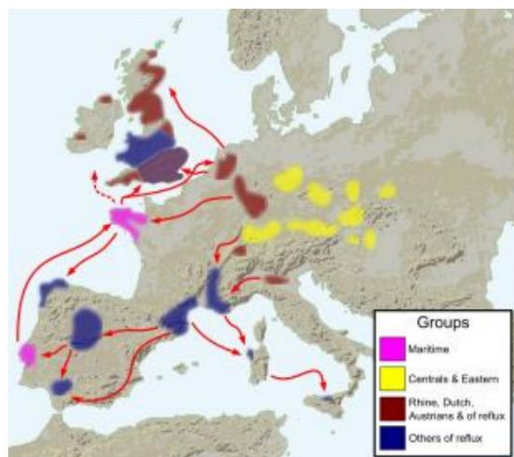 Groups
Maritime
Centrals & Eastern
Rhine, Dutch,
Austrians & of reflux
Others of reflux